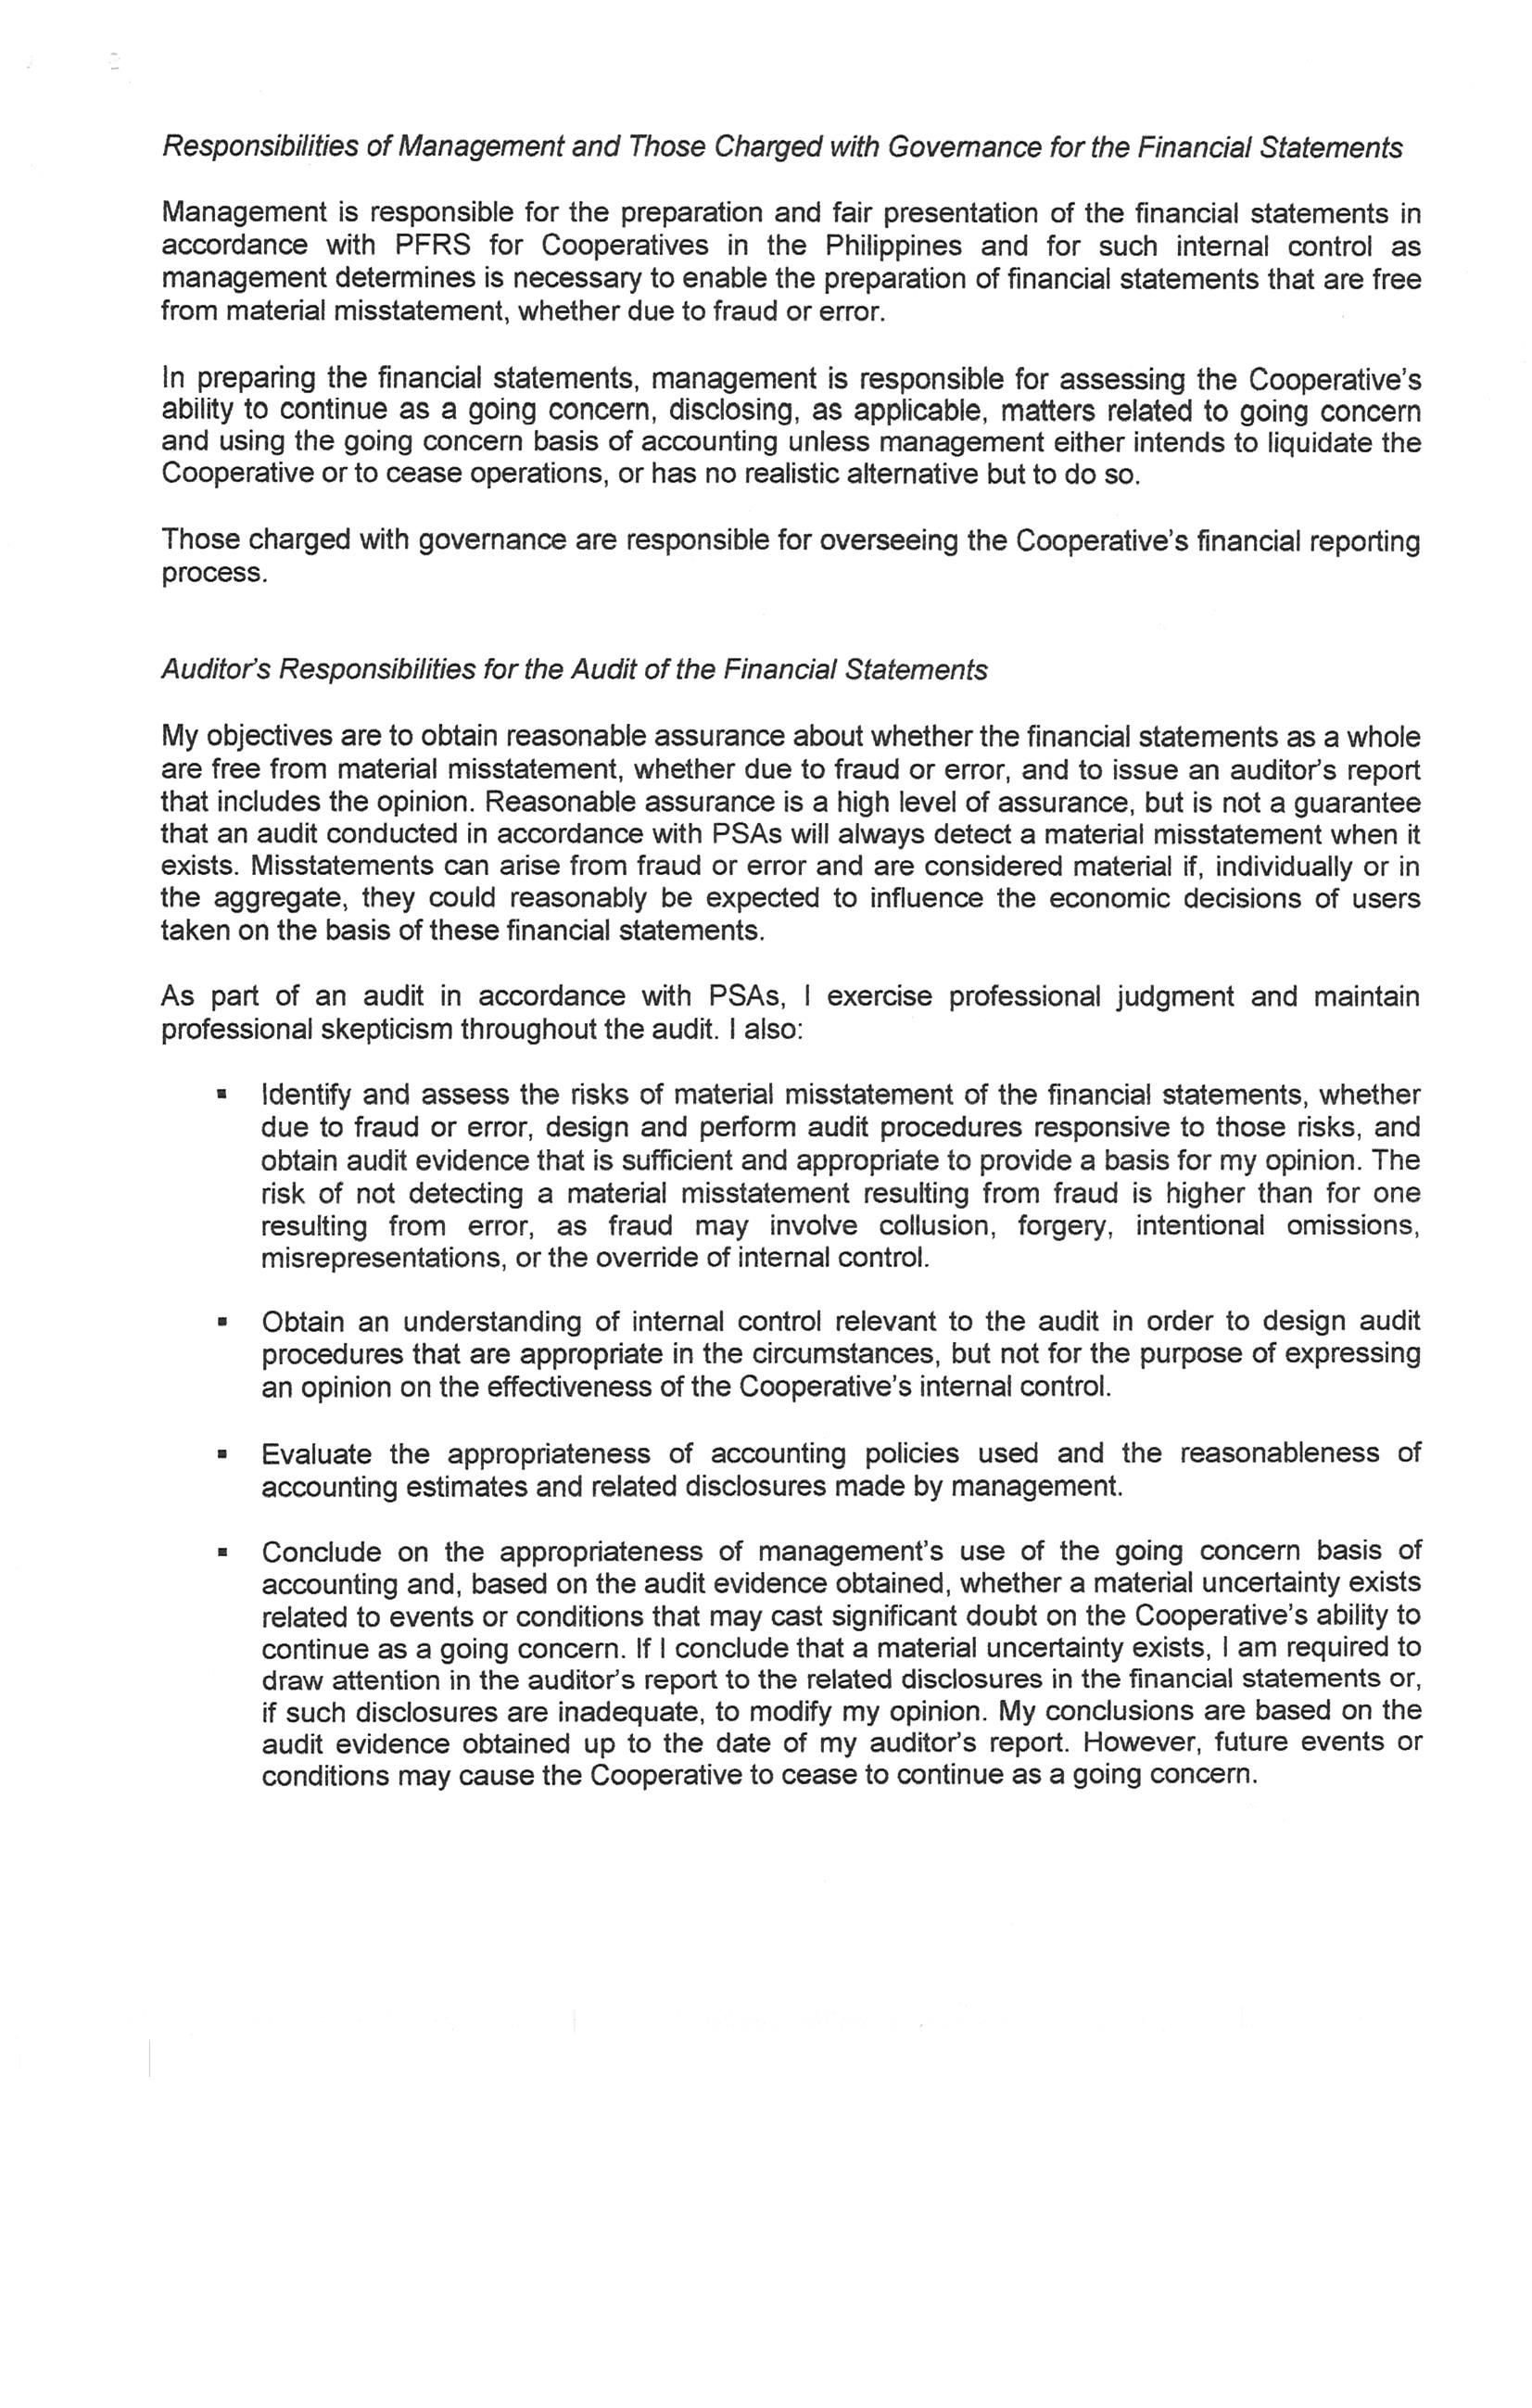 Responsibilities of Management and Those Charged with Governance for the Financial Statements
Management is responsible for the preparation and fair presentation of the financial statements in
accordance with PFRS for Cooperatives in the Philippines and for such internal control as
management determines is necessary to enable the preparation of financial statements that are free
from material misstatement, whether due to fraud or error.
In preparing the financial statements, management is responsible for assessing the Cooperative's
ability to continue as a going concern, disclosing, as applicable, matters related to going concern
and using the going concern basis of accounting unless management either intends to liquidate the
Cooperative or to cease operations, or has no realistic alternative but to do so.
Those charged with governance are responsible for overseeing the Cooperative's financial reporting
process.
Auditor's Responsibilities for the Audit of the Financial Statements
My objectives are to obtain reasonable assurance about whether the financial statements as a whole
are free from material misstatement, whether due to fraud or error, and to issue an auditor's report
that includes the opinion. Reasonable assurance is a high level of assurance, but is not a guarantee
that an audit conducted in accordance with PSAs will always detect a material misstatement when it
exists. Misstatements can arise from fraud or error and are considered material if, individually or in
the aggregate, they could reasonably be expected to influence the economic decisions of users
taken on the basis of these financial statements.
As part of an audit in accordance with PSAs, I exercise professional judgment and maintain
professional skepticism throughout the audit. I also:
▪ Identify and assess the risks of material misstatement of the financial statements, whether
due to fraud or error, design and perform audit procedures responsive to those risks, and
obtain audit evidence that is sufficient and appropriate to provide a basis for my opinion. The
risk of not detecting a material misstatement resulting from fraud is higher than for one
resulting from error, as fraud may involve collusion, forgery, intentional omissions,
misrepresentations, or the override of internal control.
▪ Obtain an understanding of internal control relevant to the audit in order to design audit
procedures that are appropriate in the circumstances, but not for the purpose of expressing
an opinion on the effectiveness of the Cooperative's internal control.
▪ Evaluate the appropriateness of accounting policies used and the reasonableness of
accounting estimates and related disclosures made by management.
▪ Conclude on the appropriateness of management's use of the going concern basis of
accounting and, based on the audit evidence obtained, whether a material uncertainty exists
related to events or conditions that may cast significant doubt on the Cooperative's ability to
continue as a going concern. If I conclude that a material uncertainty exists, I am required to
draw attention in the auditor's report to the related disclosures in the financial statements or,
if such disclosures are inadequate, to modify my opinion. My conclusions are based on the
audit evidence obtained up to the date of my auditor's report. However, future events or
conditions may cause the Cooperative to cease to continue as a going concern.